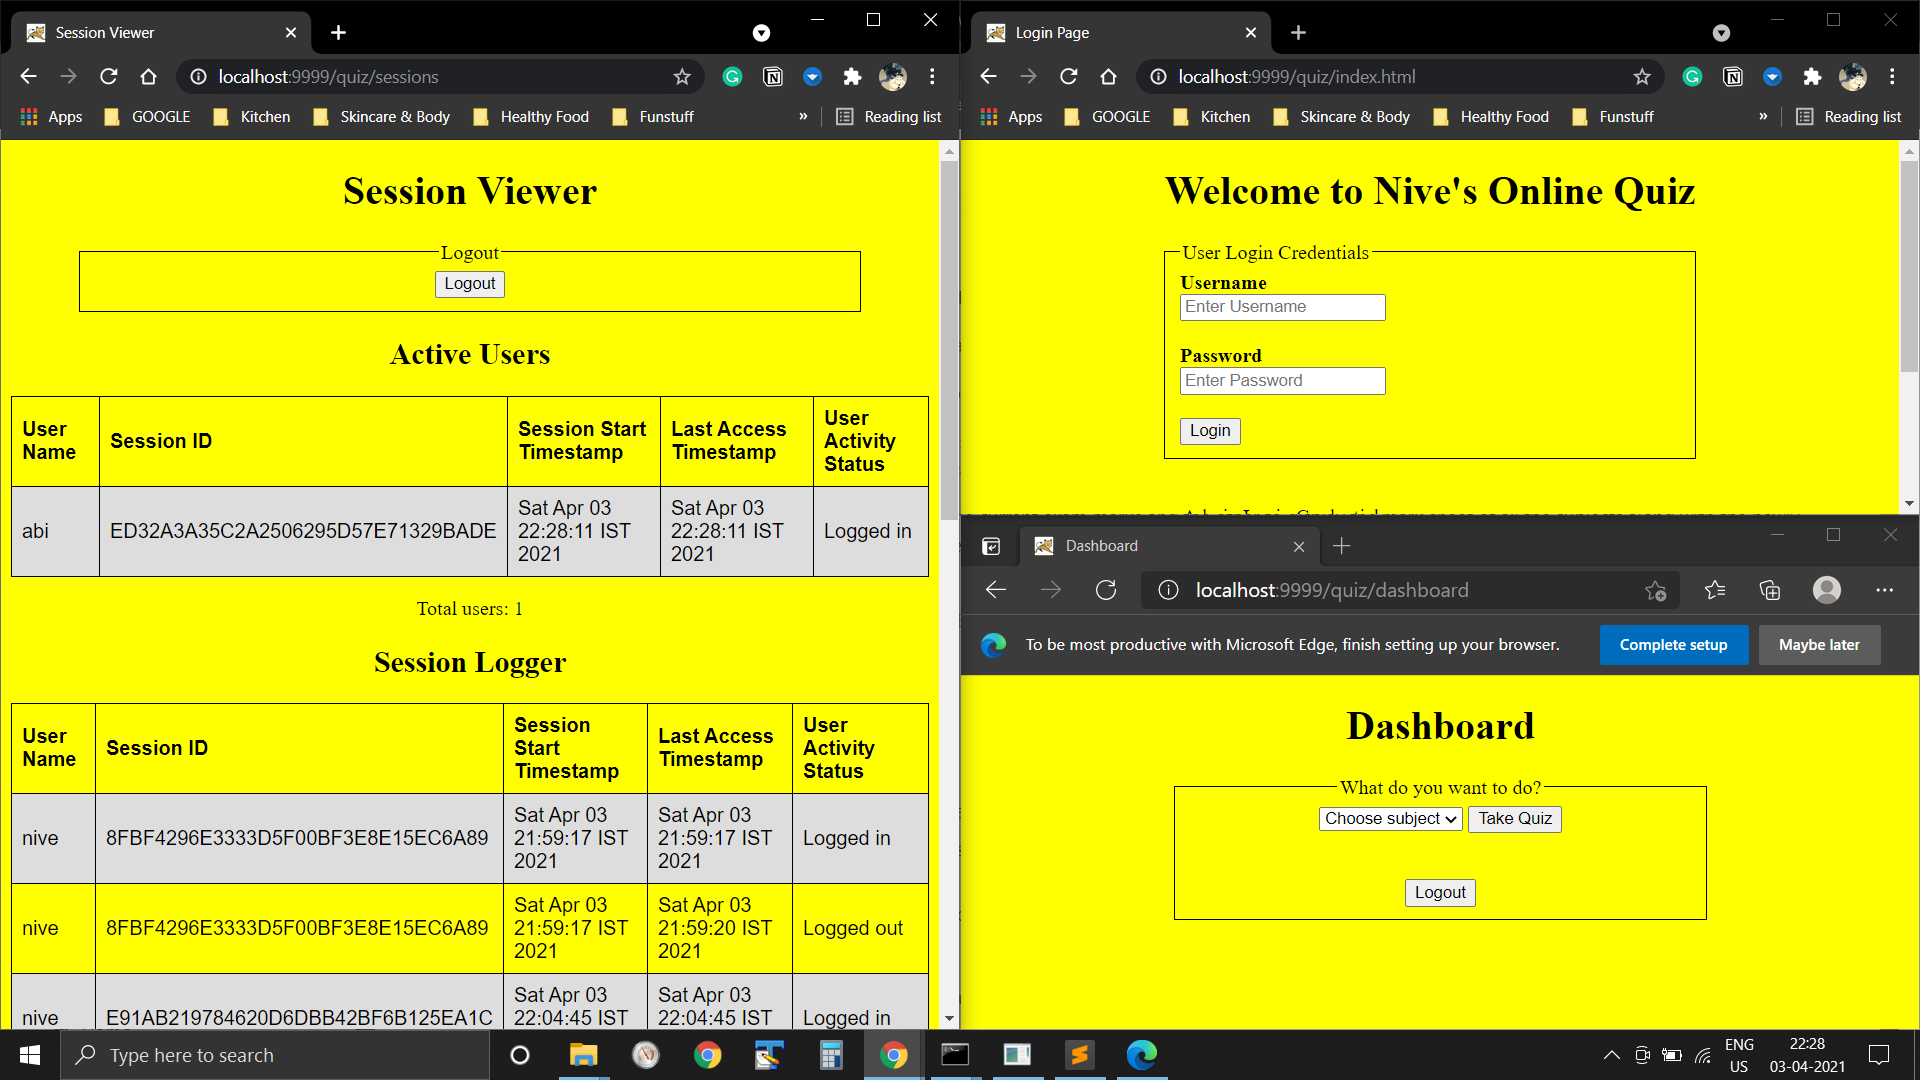 Session Viewer
localhost:9999/quiz/sessions
Apps GOOGLE Kitchen Skincare & Body Healthy Food Funstuff » Reading list
Session Viewer
Logout
Logout
Active Users
User Name Session ID Session Start Timestamp Last Access Timestamp User Activity Status
abi ED32A3A35C2A2506295D57E71329BADE Sat Apr 03 22:28:11 IST 2021 Sat Apr 03 22:28:11 IST 2021 Logged in
Total users: 1
Session Logger
User Name Session ID Session Start Timestamp Last Access Timestamp User Activity Status
nive 8FBF4296E3333D5F00BF3E8E15EC6A89 Sat Apr 03 21:59:17 IST 2021 Sat Apr 03 21:59:17 IST 2021 Logged in
nive 8FBF4296E3333D5F00BF3E8E15EC6A89 Sat Apr 03 21:59:17 IST 2021 Sat Apr 03 21:59:20 IST 2021 Logged out
nive E91AB219784620D6DBB42BF6B125EA1C Sat Apr 03 22:04:45 IST Sat Apr 03 22:04:45 IST Logged in
Login Page
localhost:9999/quiz/index.html
Apps GOOGLE Kitchen Skincare & Body Healthy Food Funstuff » Reading list
Welcome to Nive's Online Quiz
User Login Credentials
Username
Enter Username
Password
Enter Password
Login
Dashboard
localhost:9999/quiz/dashboard
To be most productive with Microsoft Edge, finish setting up your browser. Complete setup Maybe later
Dashboard
What do you want to do?
Choose subject Take Quiz
Logout
Type here to search
ENG
US
22:28
03-04-2021